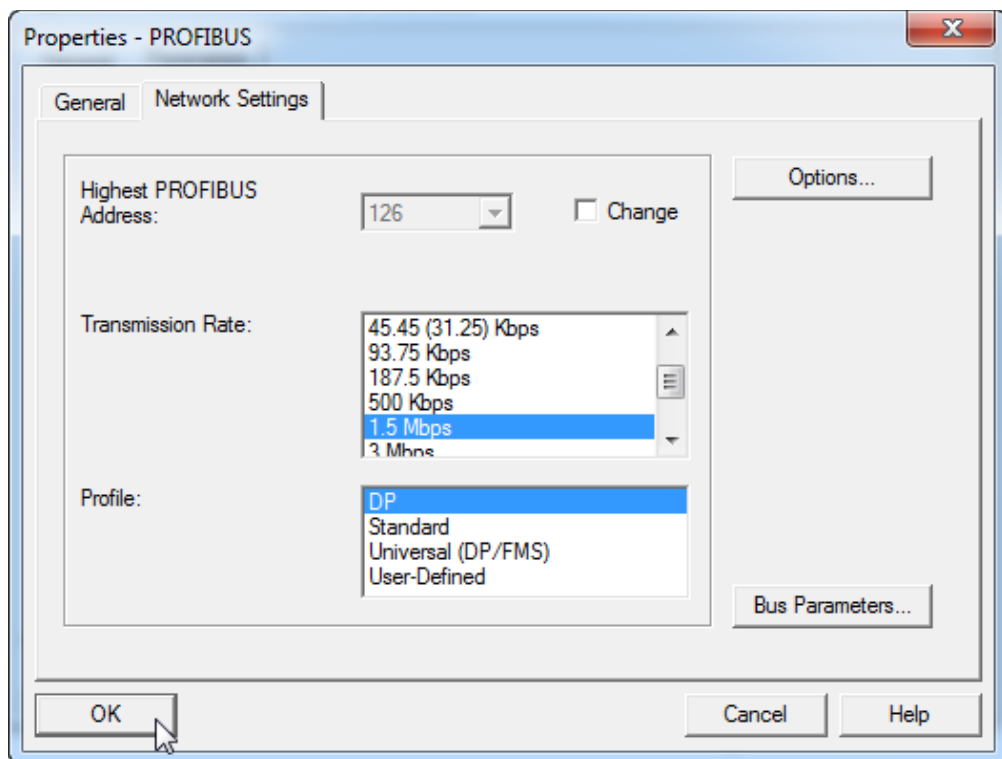 Properties - PROFIBUS
General
Network Settings
Highest PROFIBUS
Address:
126
Change
Options...
Transmission Rate:
45.45 (31.25) Kbps
93.75 Kbps
187.5 Kbps
500 Kbps
1.5 Mbps
3 Mbps
Profile:
DP
Standard
Universal (DP/FMS)
User-Defined
Bus Parameters...
OK
Cancel
Help